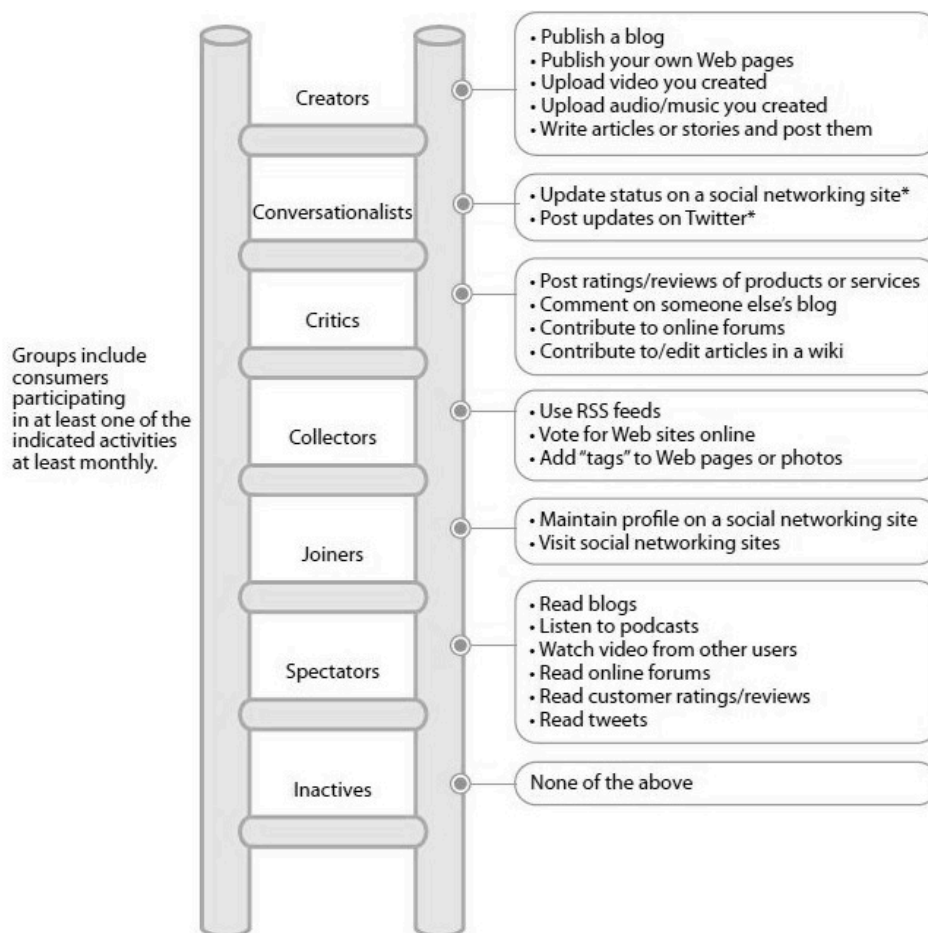 Creators
• Publish a blog
• Publish your own Web pages
• Upload video you created
• Upload audio/music you created
• Write articles or stories and post them
Conversationalists
• Update status on a social networking site*
• Post updates on Twitter*
Critics
• Post ratings/reviews of products or services
• Comment on someone else’s blog
• Contribute to online forums
• Contribute to/edit articles in a wiki
Groups include
consumers
participating
in at least one of the
indicated activities
at least monthly.
Collectors
• Use RSS feeds
• Vote for Web sites online
• Add “tags” to Web pages or photos
Joiners
• Maintain profile on a social networking site
• Visit social networking sites
Spectators
• Read blogs
• Listen to podcasts
• Watch video from other users
• Read online forums
• Read customer ratings/reviews
• Read tweets
Inactives
None of the above